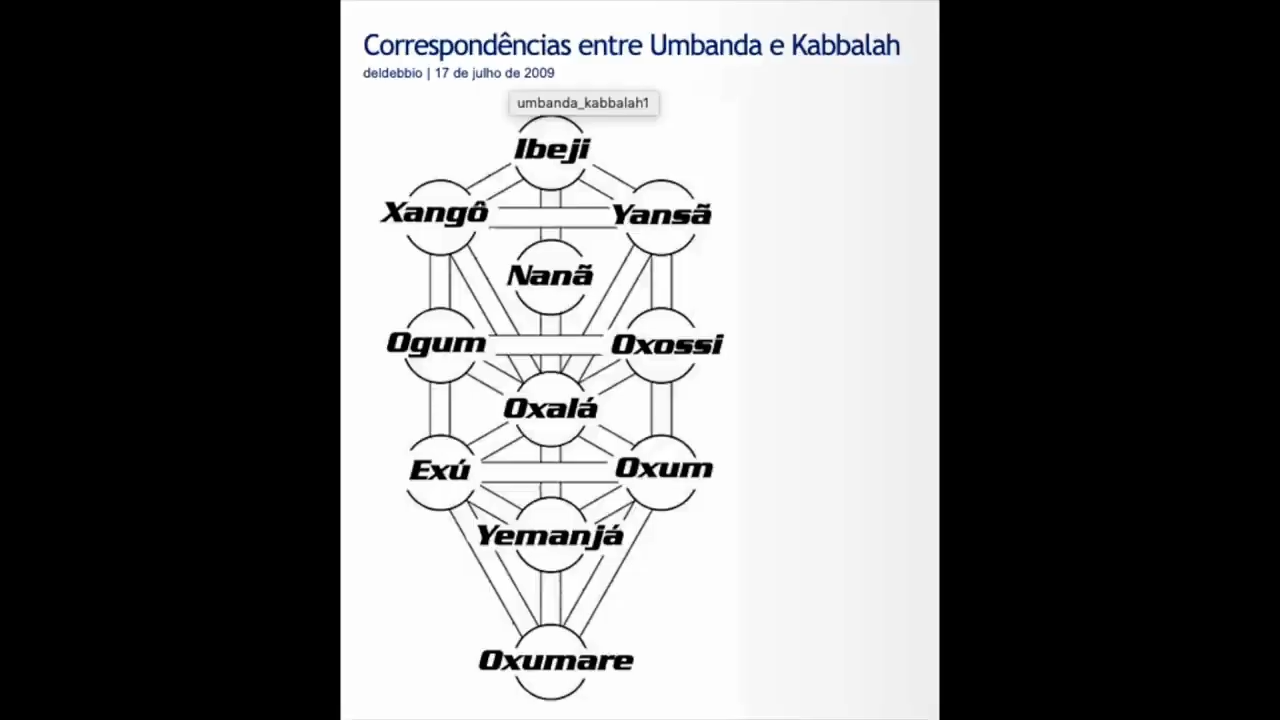 Correspondências entre Umbanda e Kabbalah
deldebbio | 17 de julho de 2009
umbanda_kabbalah1
Ibeji
Xangô Yansã
Nanã
Ogum Oxossi
Oxalá
Exú Oxum
Yemanjá
Oxumare